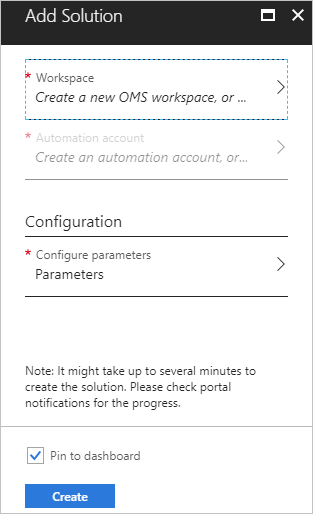 Add Solution
* Workspace
Create a new OMS workspace, or ...
* Automation account
Create an automation account, or...
Configuration
* Configure parameters
Parameters
Note: It might take up to several minutes to
create the solution. Please check portal
notifications for the progress.
Pin to dashboard
Create